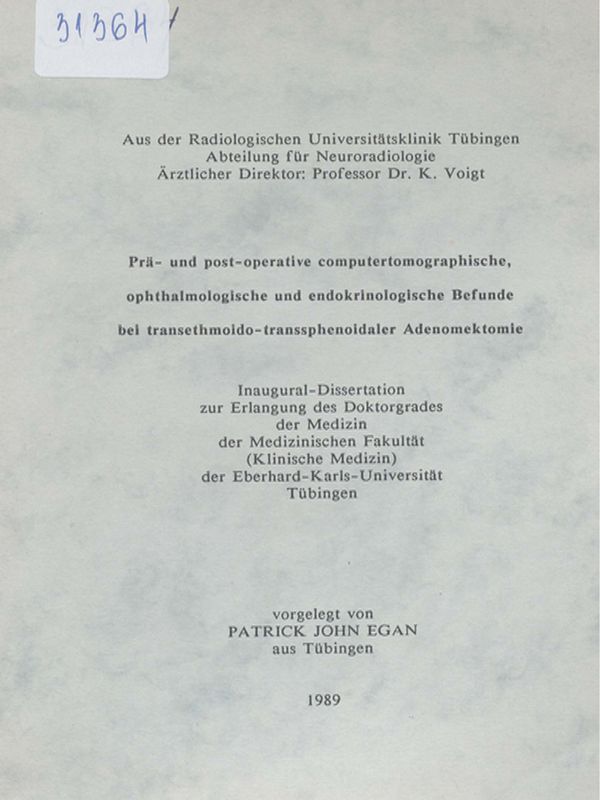 31364
Aus der Radiologischen Universitätsklinik Tübingen
Abteilung für Neuroradiologie
Ärztlicher Direktor: Professor Dr. K. Voigt
Prä- und post-operative computertomographische,
ophthalmologische und endokrinologische Befunde
bei transethmoido-transsphenoidaler Adenomektomie
Inaugural-Dissertation
zur Erlangung des Doktorgrades
der Medizin
der Medizinischen Fakultät
(Klinische Medizin)
der Eberhard-Karls-Universität
Tübingen
vorgelegt von
PATRICK JOHN EGAN
aus Tübingen
1989